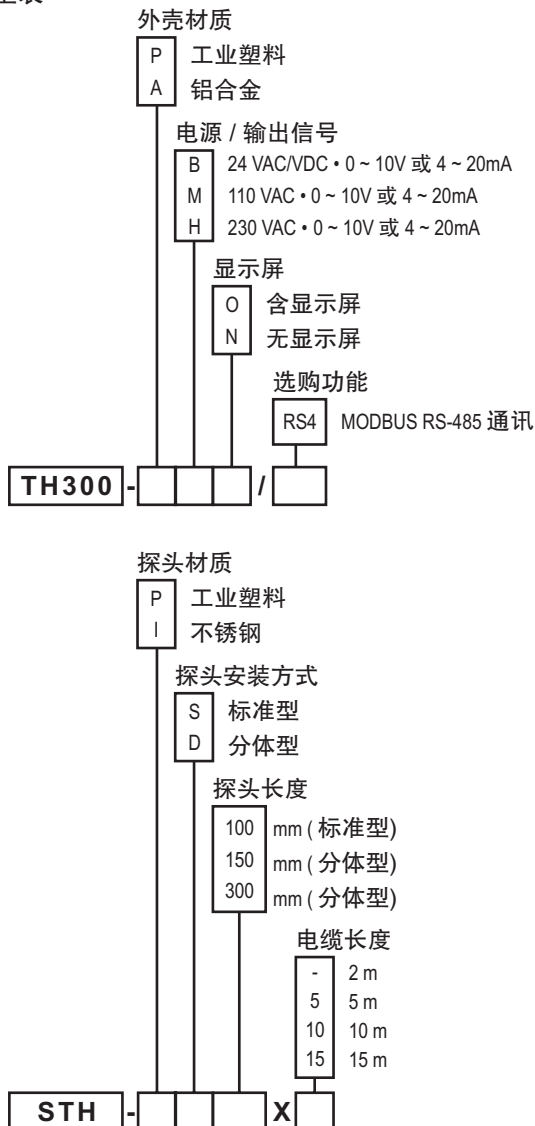 外壳材质
P 工业塑料
A 铝合金
电源 / 输出信号
B 24 VAC/VDC • 0 ~ 10V 或 4 ~ 20mA
M 110 VAC • 0 ~ 10V 或 4 ~ 20mA
H 230 VAC • 0 ~ 10V 或 4 ~ 20mA
显示屏
O 含显示屏
N 无显示屏
选购功能
RS4 MODBUS RS-485 通讯
TH300 - /
探头材质
P 工业塑料
I 不锈钢
探头安装方式
S 标准型
D 分体型
探头长度
100 mm ( 标准型)
150 mm ( 分体型)
300 mm ( 分体型)
电缆长度
- 2 m
5 5 m
10 10 m
15 15 m
STH - X